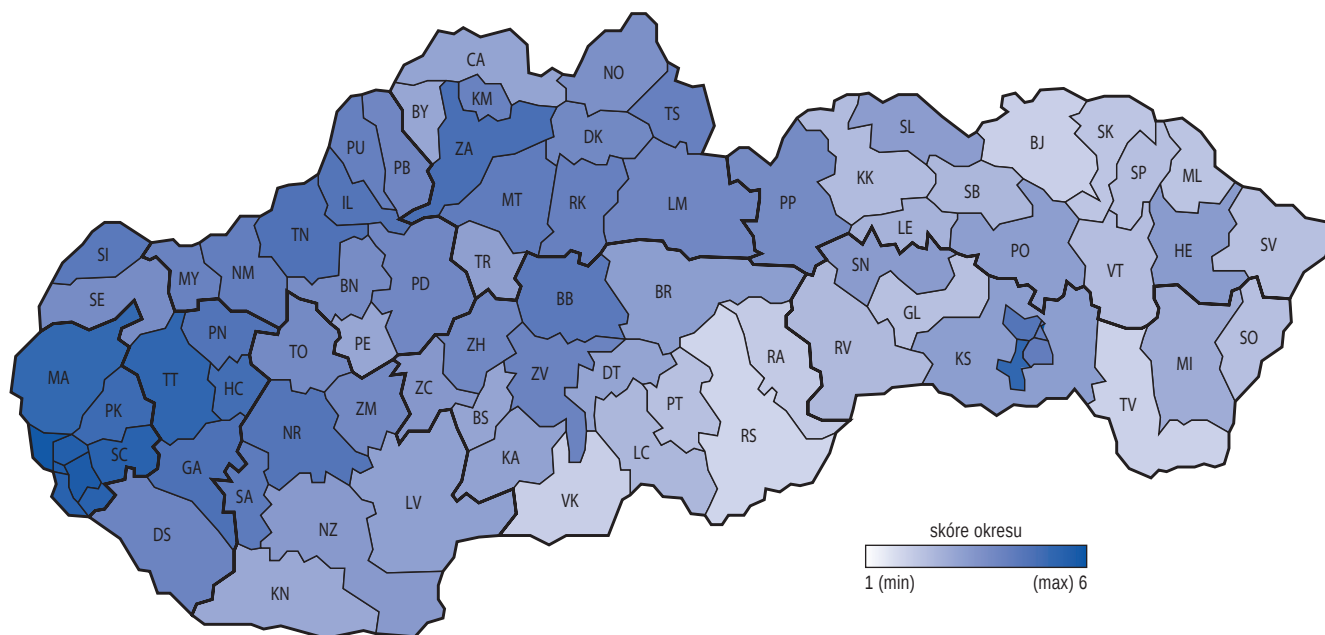 CA
NO
KM
BY
TS
PU
PB
ZA
DK
SL
BJ
SK
SP
ML
KK
SB
IL
MT
RK
LM
PP
LE
TN
SI
MY
NM
BN
PD
TR
SN
PO
VT
HE
SV
SE
BB
BR
GL
PN
TO
PE
ZH
RV
KS
SO
MA
TT
HC
ZC
ZV
DT
RA
MI
PK
ZM
BS
PT
TV
NR
RS
SC
GA
KA
LC
SA
LV
VK
DS
NZ
KN
skóre okresu
1 (min)
(max) 6